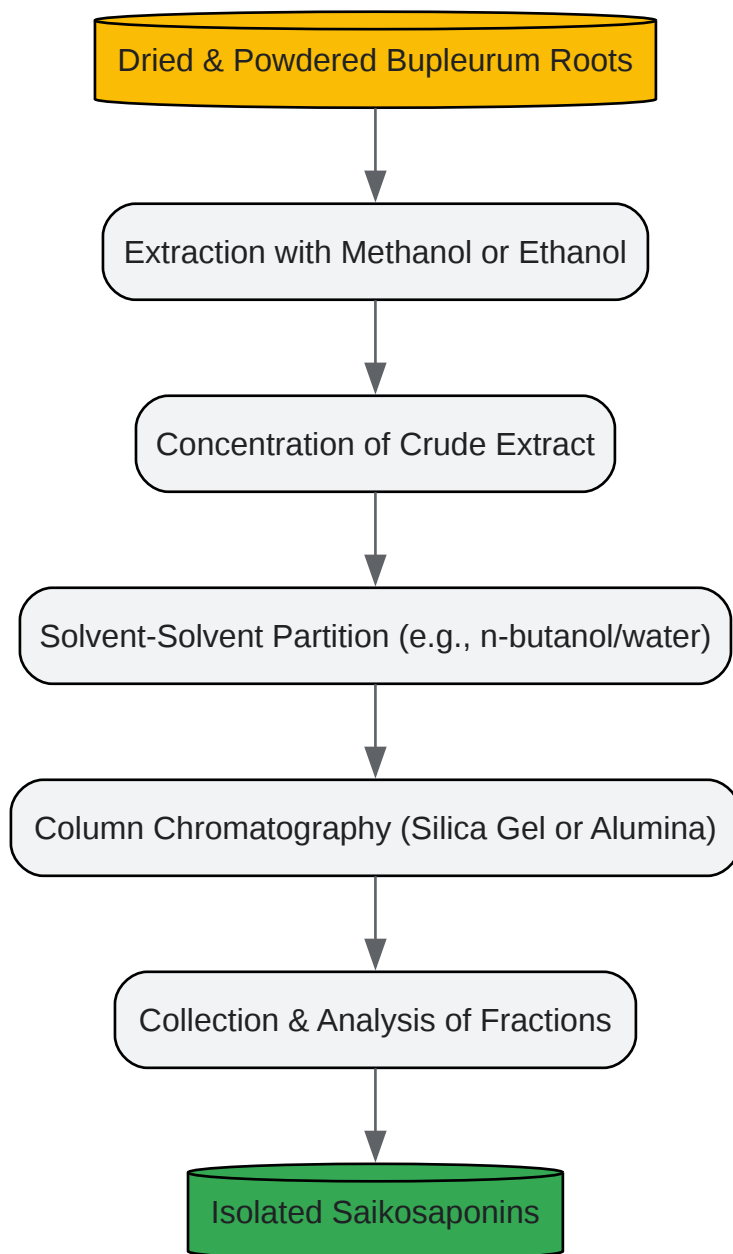 Dried & Powdered Bupleurum Roots
Extraction with Methanol or Ethanol
Concentration of Crude Extract
Solvent-Solvent Partition (e.g., n-butanol/water)
Column Chromatography (Silica Gel or Alumina)
Collection & Analysis of Fractions
Isolated Saikosaponins